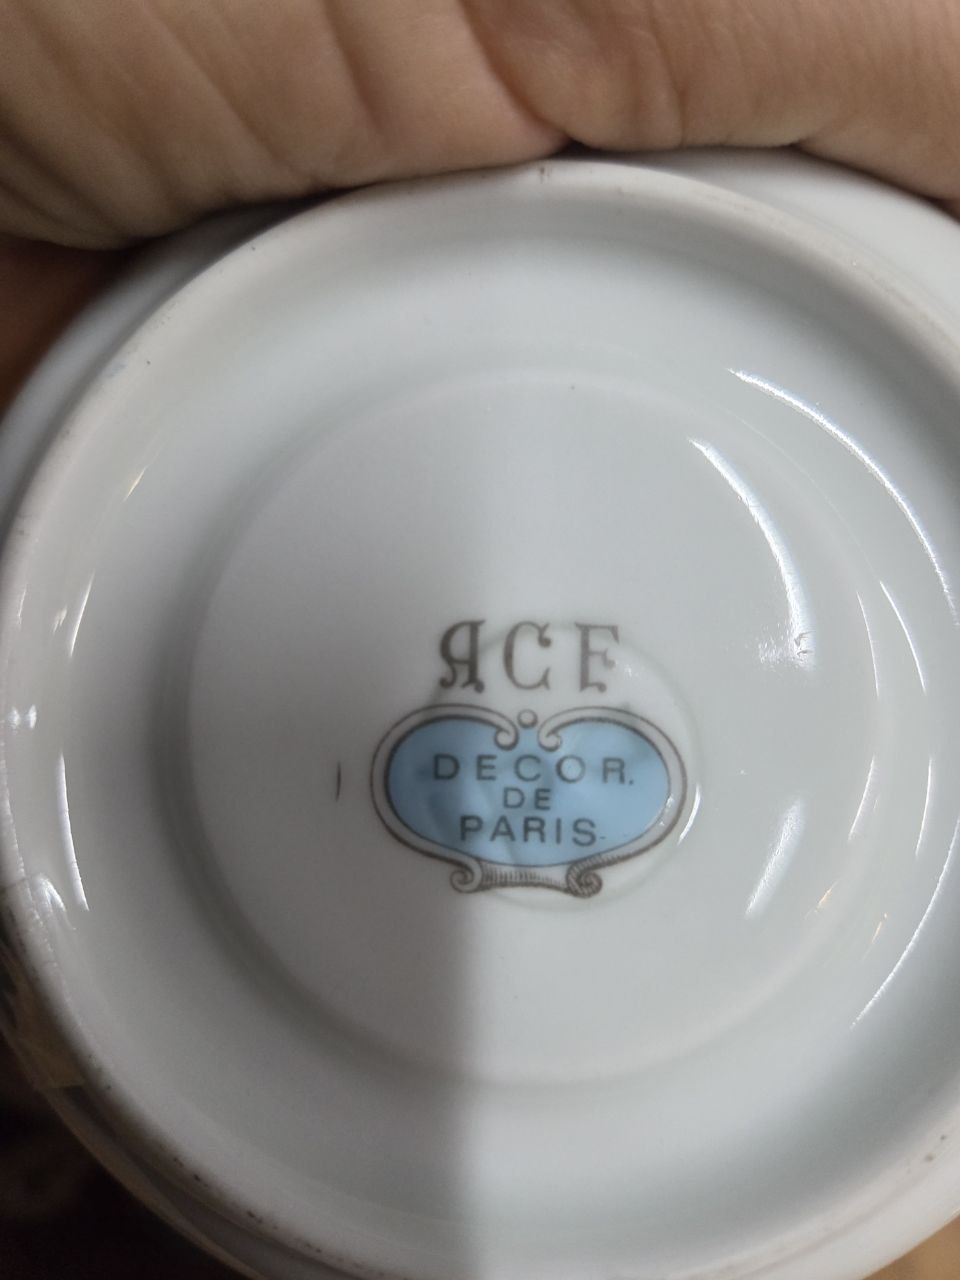 ACF
DECOR.
DE
PARIS